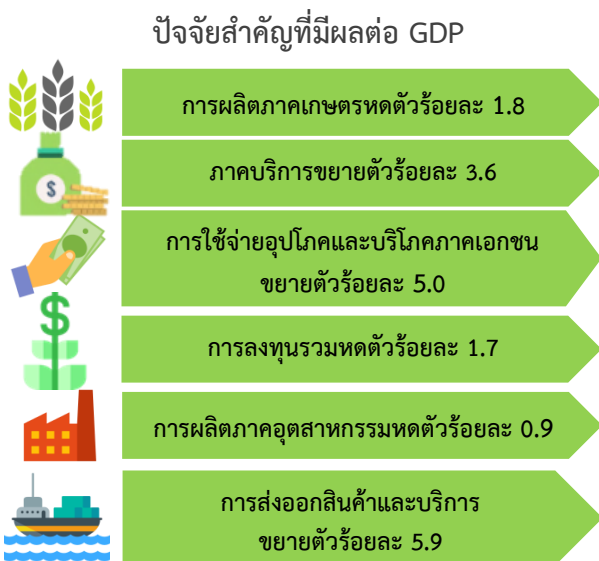 ปัจจัยสำคัญที่มีผลต่อ GDP
การผลิตภาคเกษตรหดตัวร้อยละ 1.8
$
ภาคบริการขยายตัวร้อยละ 3.6
การใช้จ่ายอุปโภคและบริโภคภาคเอกชน
ขยายตัวร้อยละ 5.0
$
การลงทุนรวมหดตัวร้อยละ 1.7
การผลิตภาคอุตสาหกรรมหดตัวร้อยละ 0.9
การส่งออกสินค้าและบริการ
ขยายตัวร้อยละ 5.9